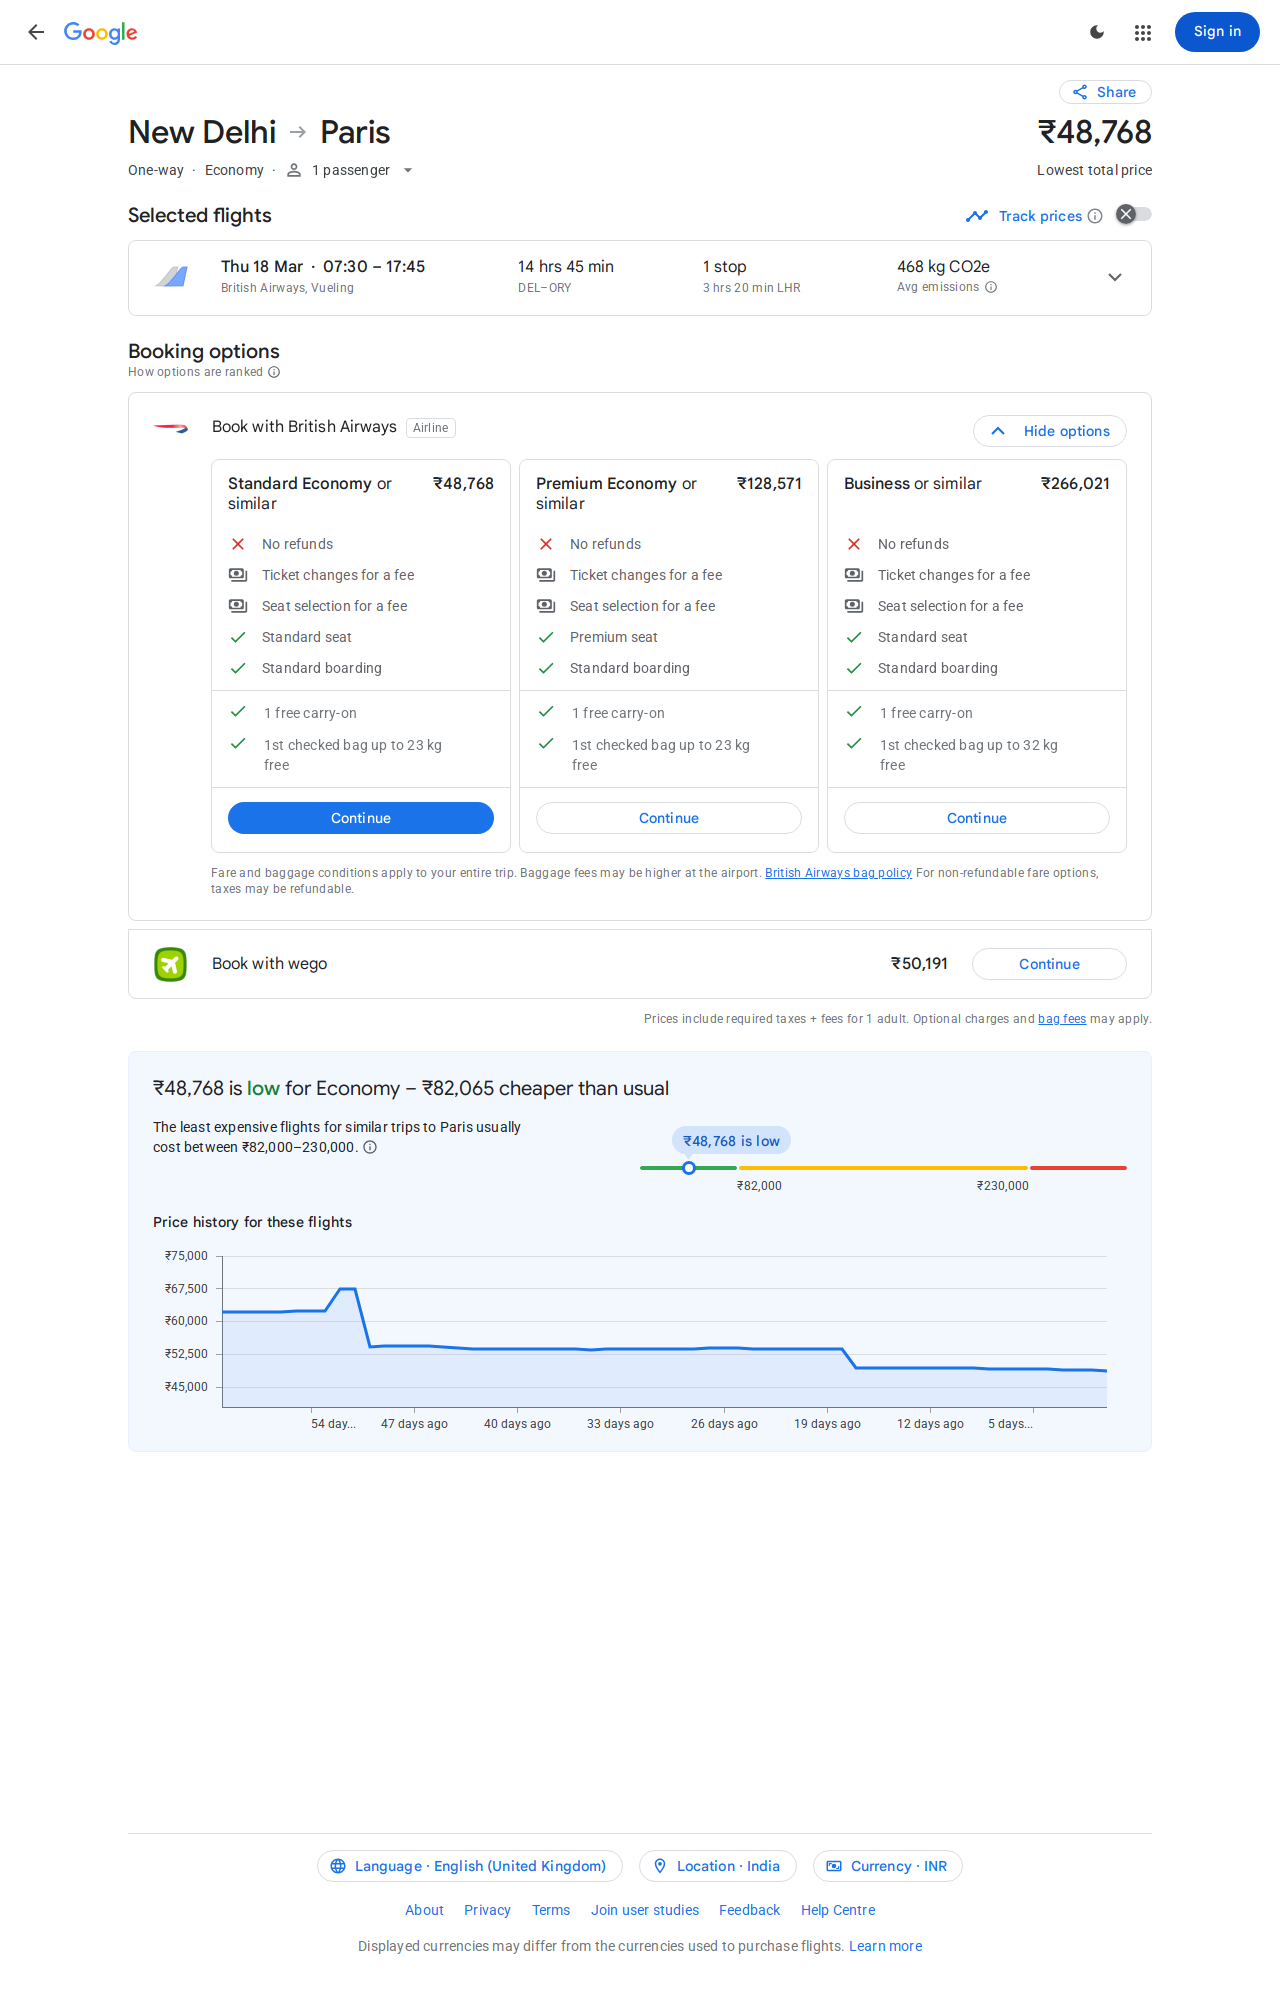 Google
Sign in
Share
New Delhi → Paris
₹48,768
One-way · Economy · 1 passenger
Lowest total price
Selected flights
Track prices
Thu 18 Mar · 07:30 – 17:45
14 hrs 45 min
1 stop
468 kg CO2e
British Airways, Vueling
DEL–ORY
3 hrs 20 min LHR
Avg emissions
Booking options
How options are ranked
Book with British Airways
Airline
Hide options
Standard Economy or similar
₹48,768
No refunds
Ticket changes for a fee
Seat selection for a fee
Standard seat
Standard boarding
1 free carry-on
1st checked bag up to 23 kg
free
Continue
Premium Economy or similar
₹128,571
No refunds
Ticket changes for a fee
Seat selection for a fee
Premium seat
Standard boarding
1 free carry-on
1st checked bag up to 23 kg
free
Continue
Business or similar
₹266,021
No refunds
Ticket changes for a fee
Seat selection for a fee
Standard seat
Standard boarding
1 free carry-on
1st checked bag up to 32 kg
free
Continue
Fare and baggage conditions apply to your entire trip. Baggage fees may be higher at the airport. British Airways bag policy For non-refundable fare options,
taxes may be refundable.
Book with wego
₹50,191
Continue
Prices include required taxes + fees for 1 adult. Optional charges and bag fees may apply.
₹48,768 is low for Economy – ₹82,065 cheaper than usual
The least expensive flights for similar trips to Paris usually
cost between ₹82,000–230,000.
₹48,768 is low
₹82,000
₹230,000
Price history for these flights
₹75,000
₹67,500
₹60,000
₹52,500
₹45,000
54 day...
47 days ago
40 days ago
33 days ago
26 days ago
19 days ago
12 days ago
5 days...
Language · English (United Kingdom)
Location · India
Currency · INR
About
Privacy
Terms
Join user studies
Feedback
Help Centre
Displayed currencies may differ from the currencies used to purchase flights. Learn more